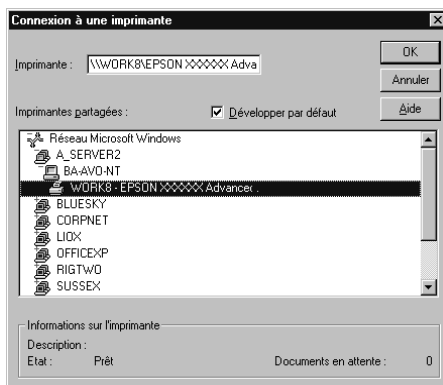 Connexion à une imprimante
Imprimante : \\WORK8\EPSON XXXXXX Adva
OK
Annuler
Aide
Imprimantes partagées : Développer par défaut
Réseau Microsoft Windows
A_SERVER2
BA-AVO-NT
WORK8 - EPSON XXXXXX Advancec .
BLUESKY
CORPNET
LIOX
OFFICEXP
RIGTWO
SUSSEX
Informations sur l'imprimante
Description :
Etat : Prêt Documents en attente : 0